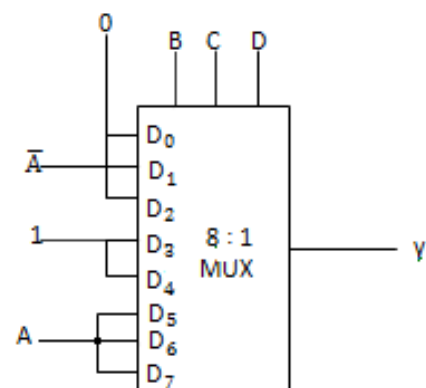 0
B C D
D₀
Ā
D₁
D₂
1
D₃
8 : 1
MUX
Y
D₄
D₅
A
D₆
D₇